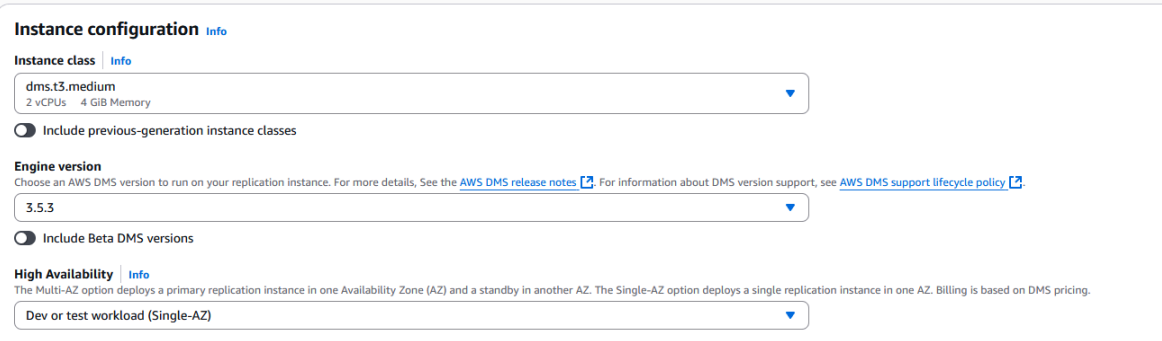 Instance configuration Info
Instance class Info
dms.t3.medium
2 vCPUs 4 GiB Memory
Include previous-generation instance classes
Engine version
Choose an AWS DMS version to run on your replication instance. For more details, See the AWS DMS release notes. For information about DMS version support, see AWS DMS support lifecycle policy.
3.5.3
Include Beta DMS versions
High Availability Info
The Multi-AZ option deploys a primary replication instance in one Availability Zone (AZ) and a standby in another AZ. The Single-AZ option deploys a single replication instance in one AZ. Billing is based on DMS pricing.
Dev or test workload (Single-AZ)